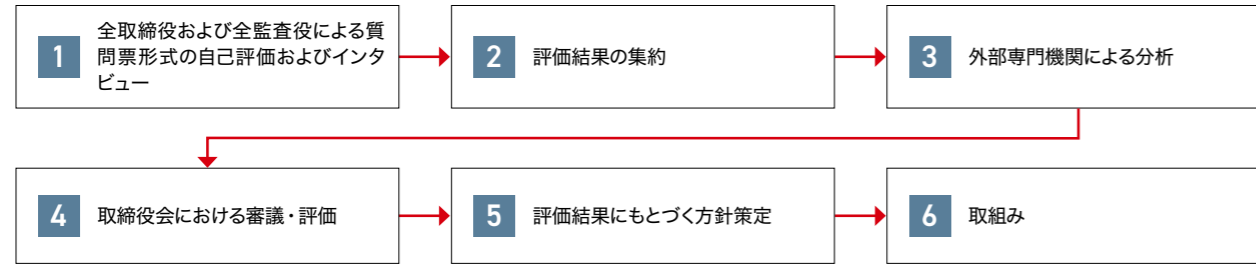 1
全取締役および全監査役による質
問票形式の自己評価およびインタ
ビュー
2
評価結果の集約
3
外部専門機関による分析
4
取締役会における審議・評価
5
評価結果にもとづく方針策定
6
取組み